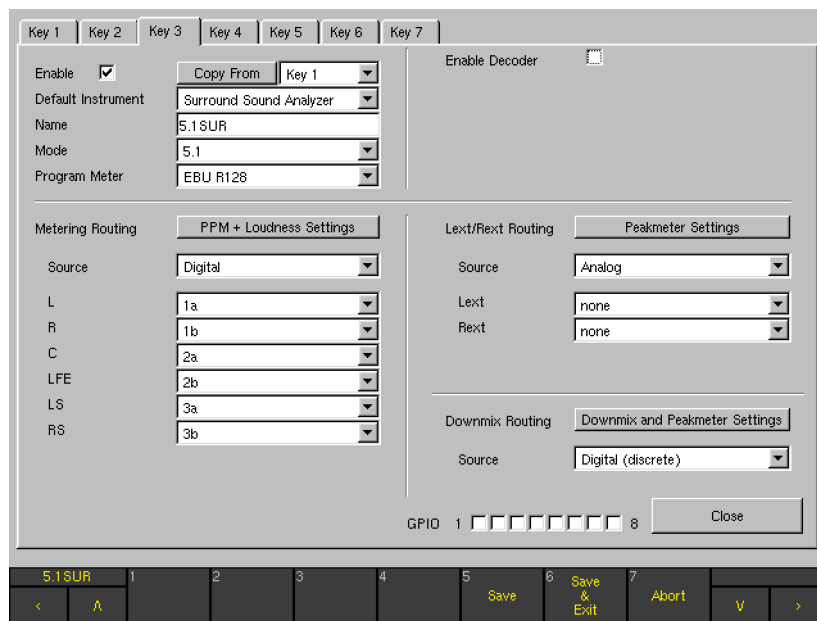 Key 1 Key 2 Key 3 Key 4 Key 5 Key 6 Key 7
Enable Copy From Key 1
Default Instrument Surround Sound Analyzer
Name 5.1SUR
Mode 5.1
Program Meter EBU R128
Enable Decoder
Metering Routing PPM + Loudness Settings
Source Digital
L 1a
R 1b
C 2a
LFE 2b
LS 3a
RS 3b
Lext/Rext Routing Peakmeter Settings
Source Analog
Lext none
Rext none
Downmix Routing Downmix and Peakmeter Settings
Source Digital (discrete)
GPIO 1 8
Close
5.1SUR 1 2 3 4 5 Save 6 Save & Exit 7 Abort
< Λ V >